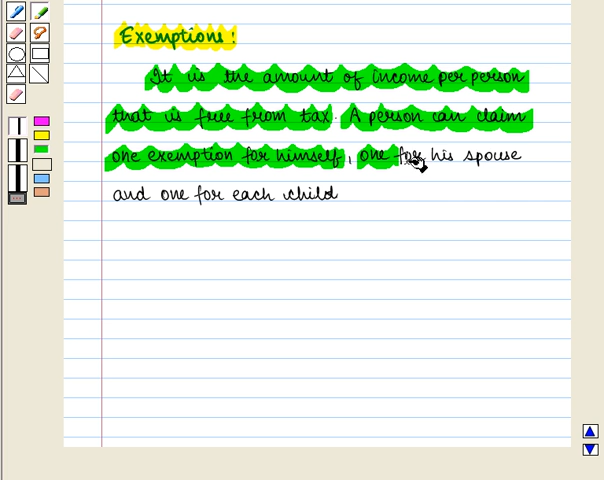 Exemptions :
It is the amount of income per person
that is free from tax. A person can claim
one exemption for himself, one for his spouse
and one for each child